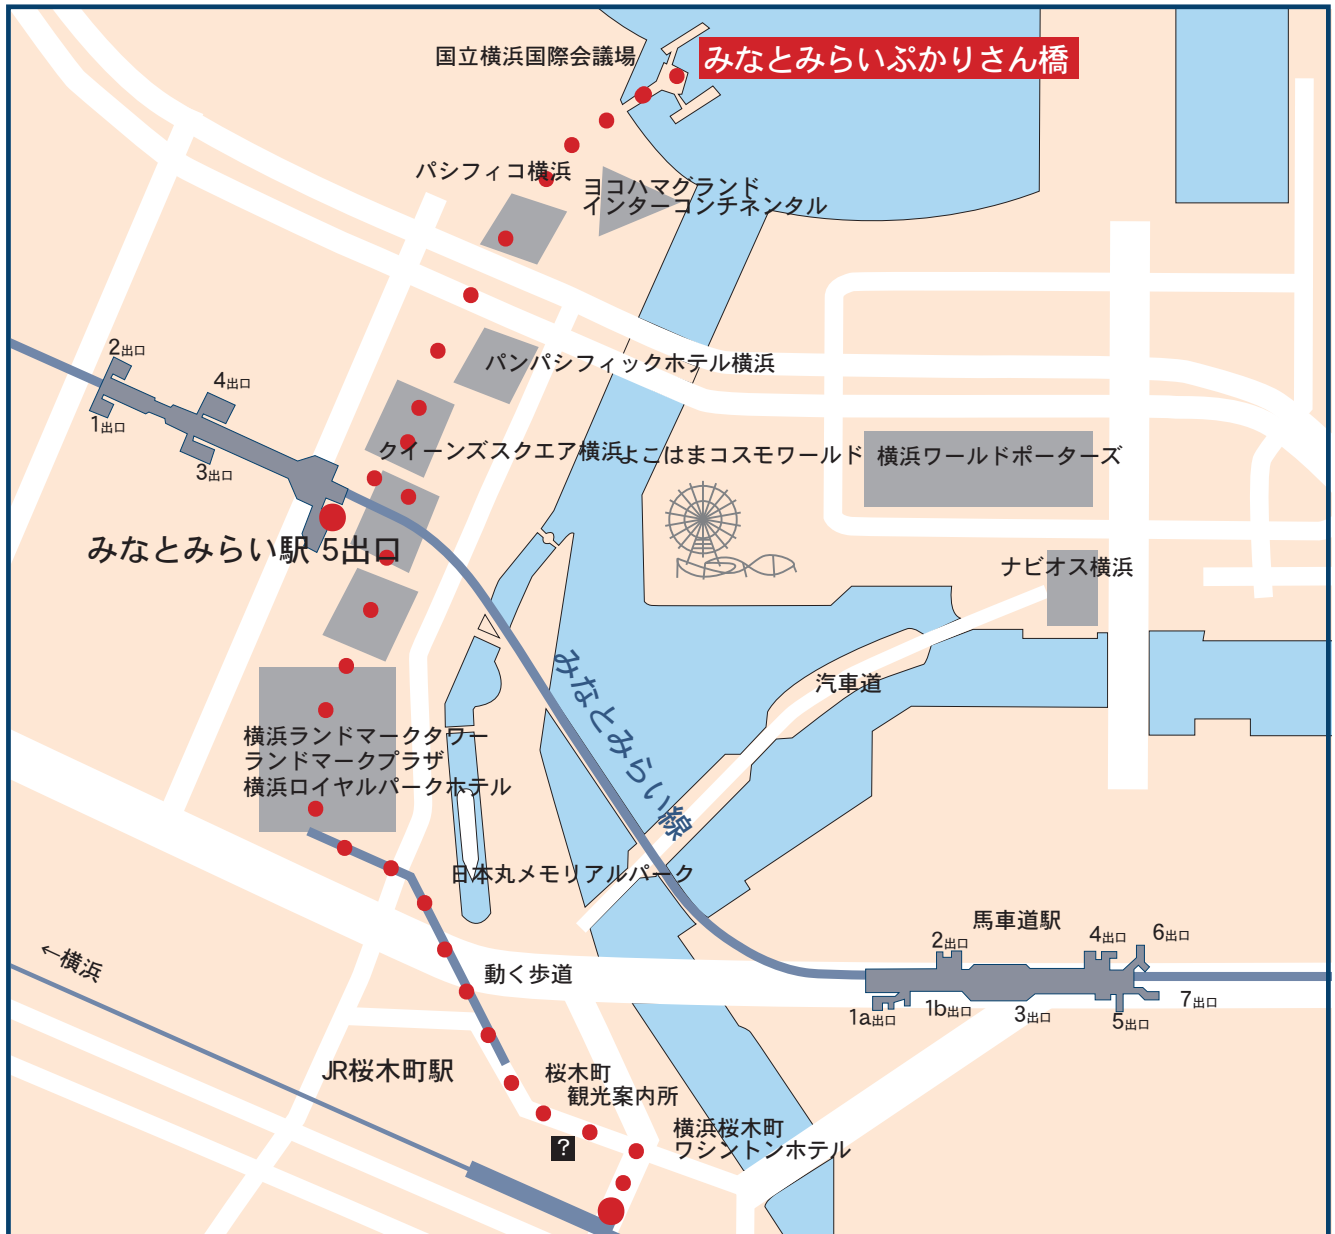 国立横浜国際会議場
みなとみらいぷかりさん橋
パシフィコ横浜
ヨコハマグランド
インターコンチネンタル
パンパシフィックホテル横浜
2出口
4出口
1出口
3出口
クイーンズスクエア横浜
よこはまコスモワールド
横浜ワールドポーターズ
みなとみらい駅 5出口
ナビオス横浜
みなとみらい線
汽車道
横浜ランドマークタワー
ランドマークプラザ
横浜ロイヤルパークホテル
日本丸メモリアルパーク
馬車道駅
2出口
4出口
6出口
1a出口
1b出口
3出口
5出口
7出口
←横浜
動く歩道
JR桜木町駅
桜木町
観光案内所
?
横浜桜木町
ワシントンホテル